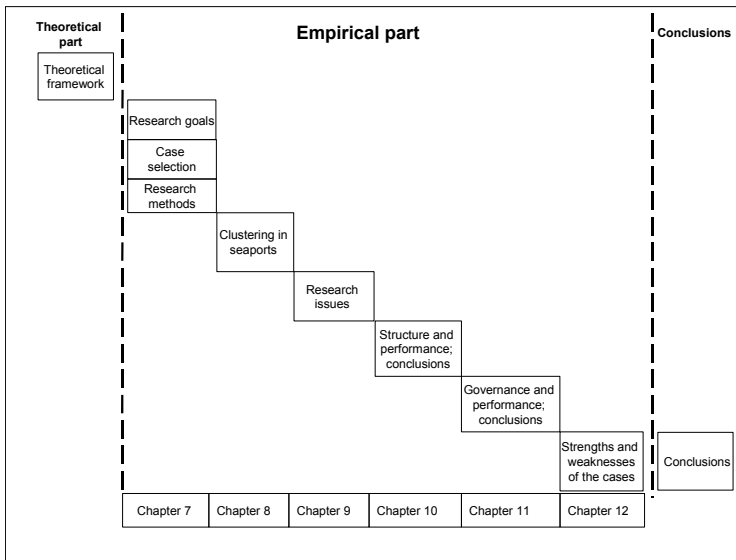 Theoretical
part
Empirical part
Conclusions
Theoretical
framework
Research goals
Case
selection
Research
methods
Clustering in
seaports
Research
issues
Structure and
performance;
conclusions
Governance and
performance;
conclusions
Strengths and
weaknesses
of the cases
Conclusions
Chapter 7
Chapter 8
Chapter 9
Chapter 10
Chapter 11
Chapter 12